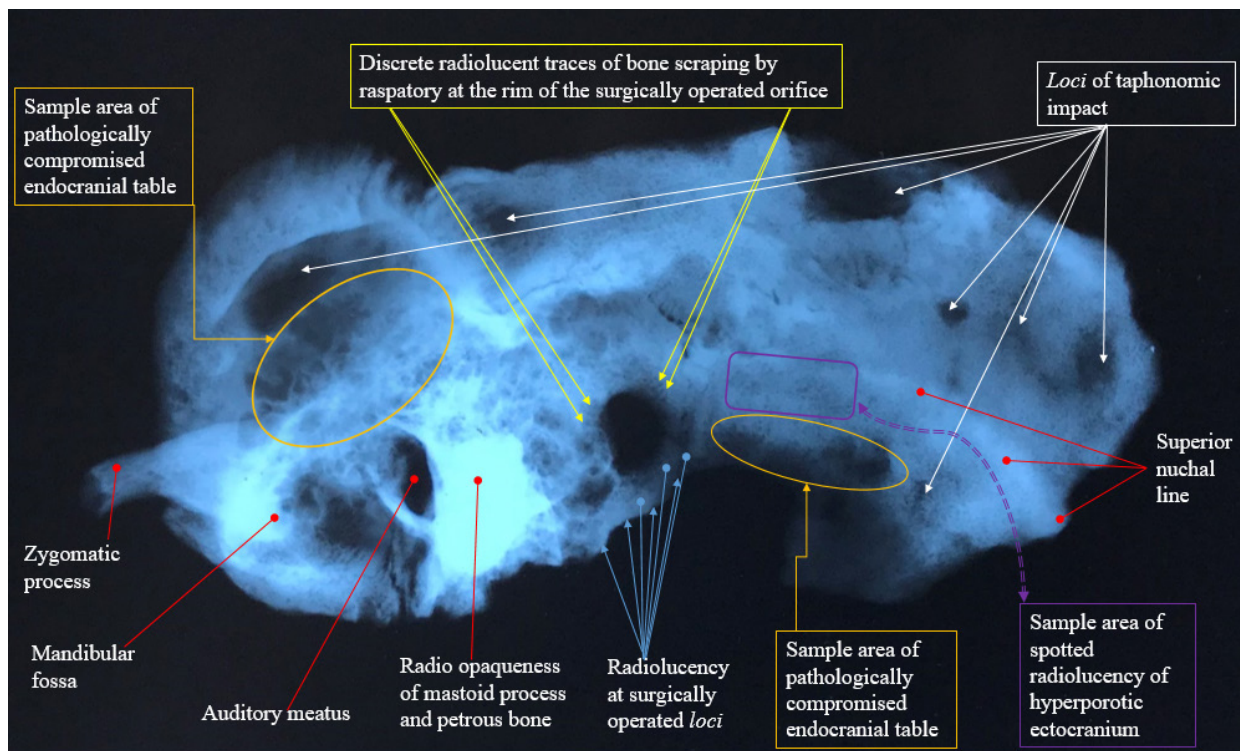 Discrete radiolucent traces of bone scraping by
raspatory at the rim of the surgically operated orifice
Loci of taphonomic
impact
Sample area of
pathologically
compromised
endocranial table
Superior
nuchal
line
Zygomatic
process
Mandibular
fossa
Auditory meatus
Radio opaqueness
of mastoid process
and petrous bone
Radiolucency
at surgically
operated loci
Sample area of
pathologically
compromised
endocranial table
Sample area of
spotted
radiolucency of
hyperporotic
ectocranium